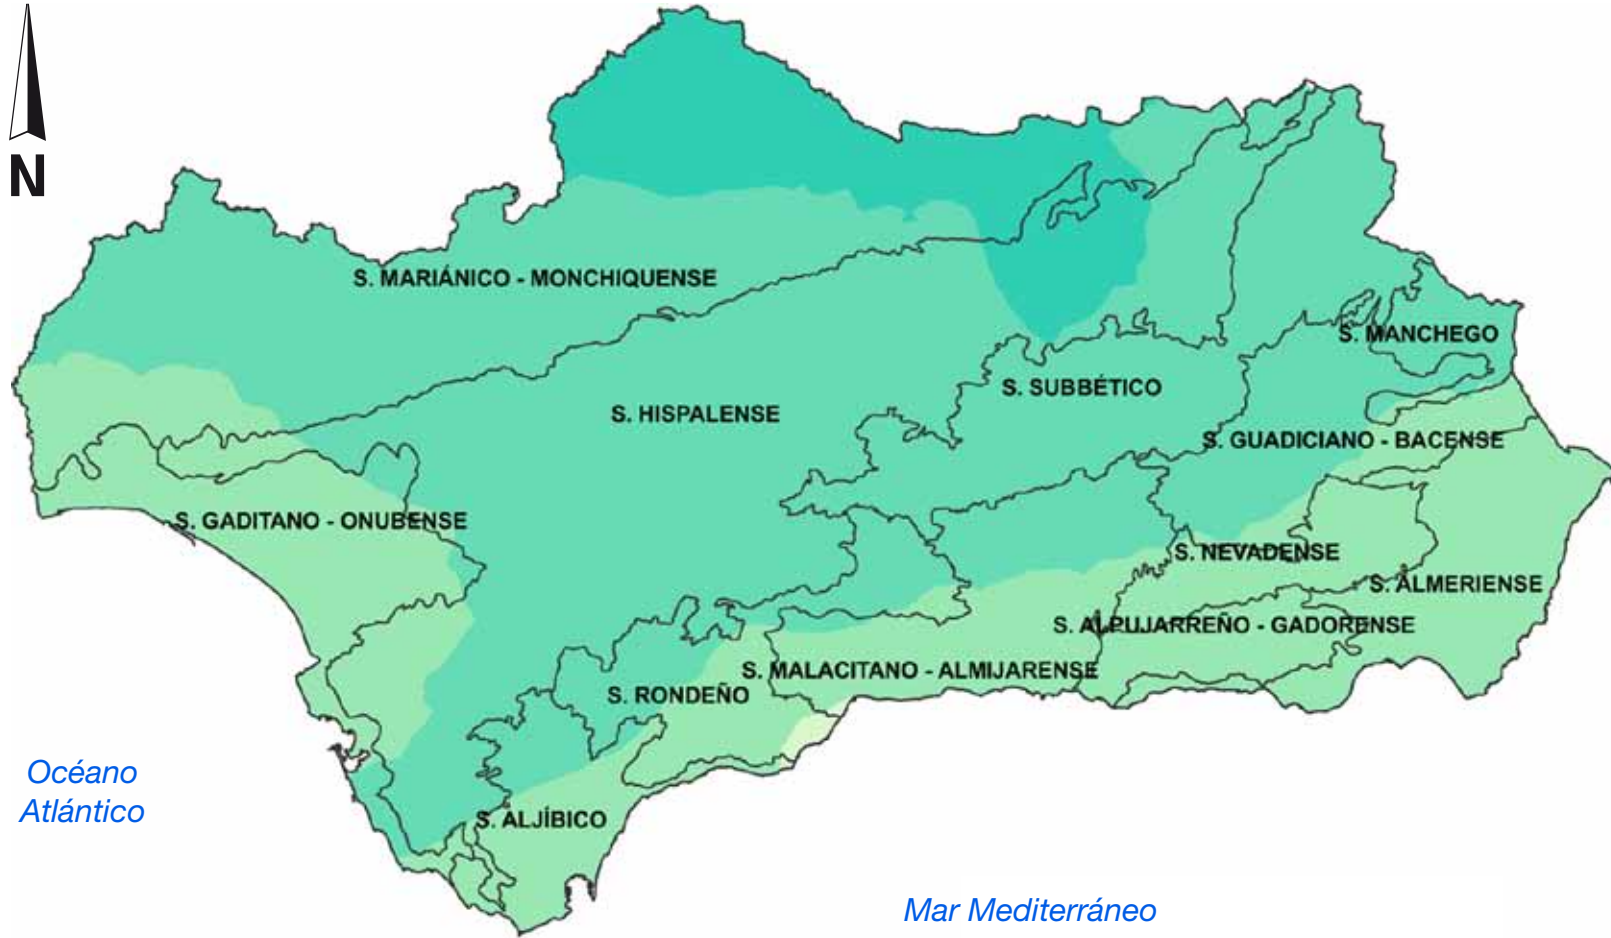 N
S. MARIÁNICO - MONCHIQUENSE
S. MANCHEGO
S. SUBBÉTICO
S. HISPALENSE
S. GUADICIANO - BACENSE
S. GADITANO - ONUBENSE
S. NEVADENSE
S. ALMERIENSE
S. ALPUJARREÑO - GADORENSE
S. MALACITANO - ALMIJARENSE
S. RONDEÑO
Océano
Atlántico
S. ALJÍBICO
Mar Mediterráneo